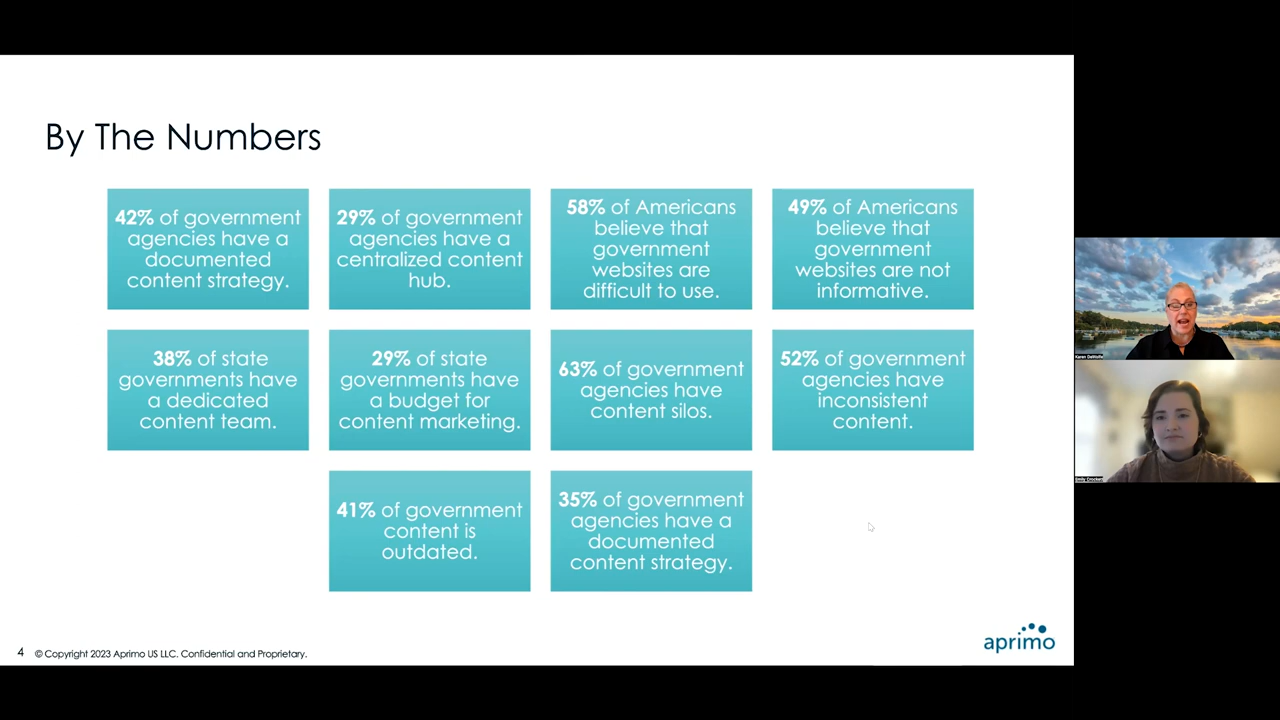 By The Numbers
42% of government
agencies have a
documented
content strategy.
29% of government
agencies have a
centralized content
hub.
58% of Americans
believe that
government
websites are
difficult to use.
49% of Americans
believe that
government
websites are not
informative.
38% of state
governments have
a dedicated
content team.
29% of state
governments have
a budget for
content marketing.
63% of government
agencies have
content silos.
52% of government
agencies have
inconsistent
content.
41% of government
content is
outdated.
35% of government
agencies have a
documented
content strategy.
4 © Copyright 2023 Aprimo US LLC. Confidential and Proprietary.
aprimo
Karen DeWolfe
Emily Crockett